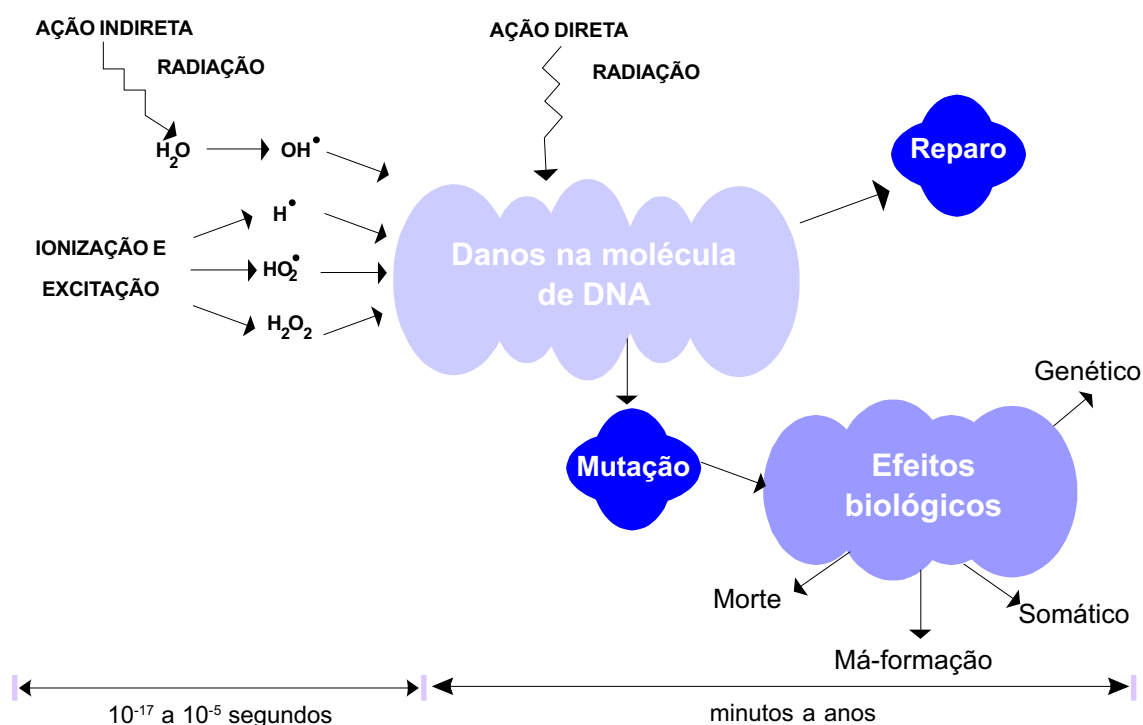 AÇÃO INDIRETA
RADIAÇÃO
AÇÃO DIRETA
RADIAÇÃO
H₂O
OH•
H•
IONIZAÇÃO E
EXCITAÇÃO
HO₂•
H₂O₂
Danos na molécula
de DNA
Reparo
Mutação
Efeitos
biológicos
Genético
Morte
Somático
Má-formação
10⁻¹⁷ a 10⁻⁵ segundos
minutos a anos